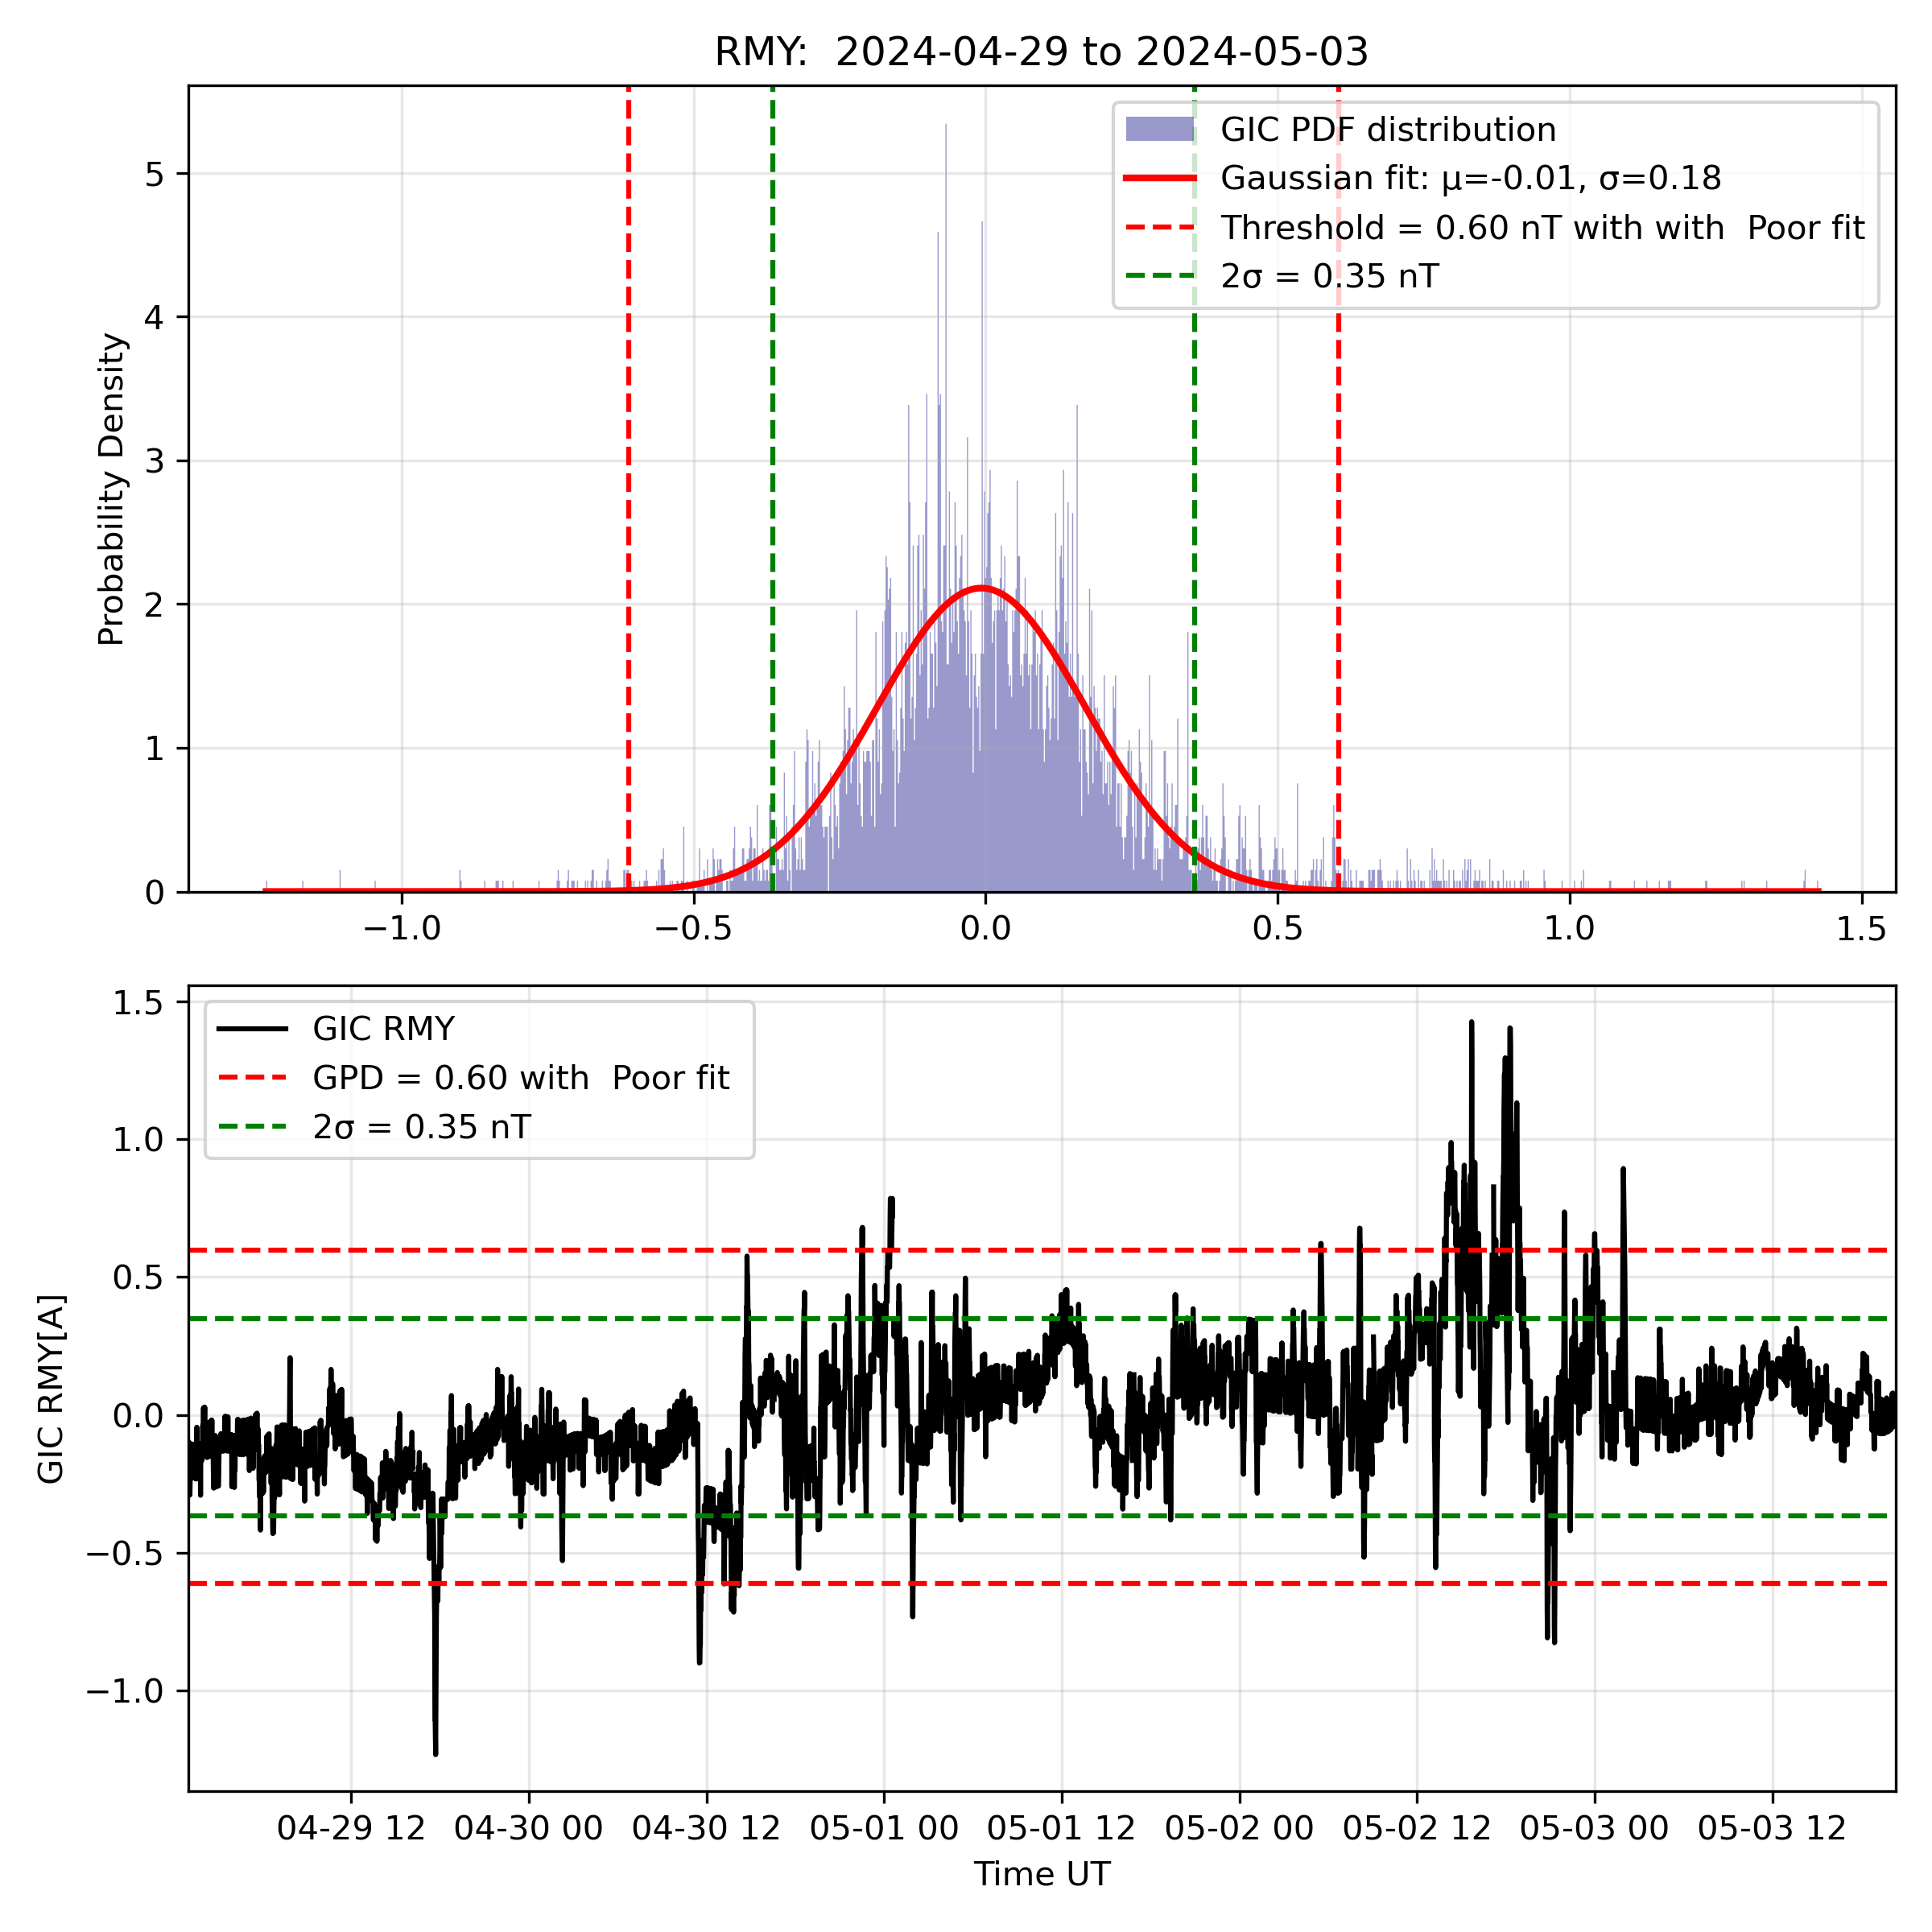 RMY:  2024-04-29 to 2024-05-03
GIC PDF distribution
Gaussian fit: μ=-0.01, σ=0.18
Threshold = 0.60 nT with with  Poor fit
2σ = 0.35 nT
Probability Density
5
4
3
2
1
0
−1.0
−0.5
0.0
0.5
1.0
1.5
GIC RMY
GPD = 0.60 with  Poor fit
2σ = 0.35 nT
GIC RMY[A]
1.5
1.0
0.5
0.0
−0.5
−1.0
04-29 12
04-30 00
04-30 12
05-01 00
05-01 12
05-02 00
05-02 12
05-03 00
05-03 12
Time UT